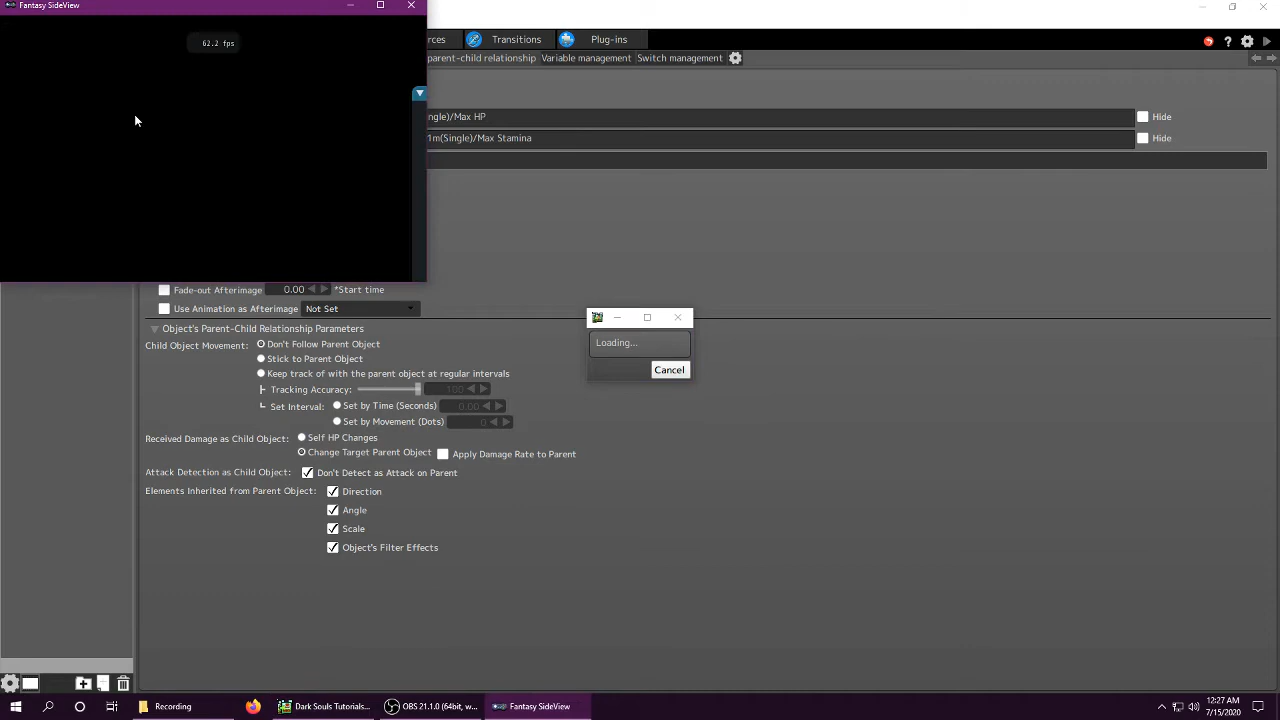 Fantasy SideView
62.2 fps
rces
Transitions
Plug-ins
parent-child relationship
Variable management
Switch management
ngle)/Max HP
Hide
1m(Single)/Max Stamina
Hide
Fade-out Afterimage
0.00
*Start time
Use Animation as Afterimage
Not Set
Object's Parent-Child Relationship Parameters
Child Object Movement:
Don't Follow Parent Object
Stick to Parent Object
Keep track of with the parent object at regular intervals
Tracking Accuracy:
100
Set Interval:
Set by Time (Seconds)
0.00
Set by Movement (Dots)
0
Received Damage as Child Object:
Self HP Changes
Change Target Parent Object
Apply Damage Rate to Parent
Attack Detection as Child Object:
Don't Detect as Attack on Parent
Elements Inherited from Parent Object:
Direction
Angle
Scale
Object's Filter Effects
Loading...
Cancel
Recording
Dark Souls Tutorials...
OBS 21.1.0 (64bit, w...
Fantasy SideView
12:27 AM
7/15/2020